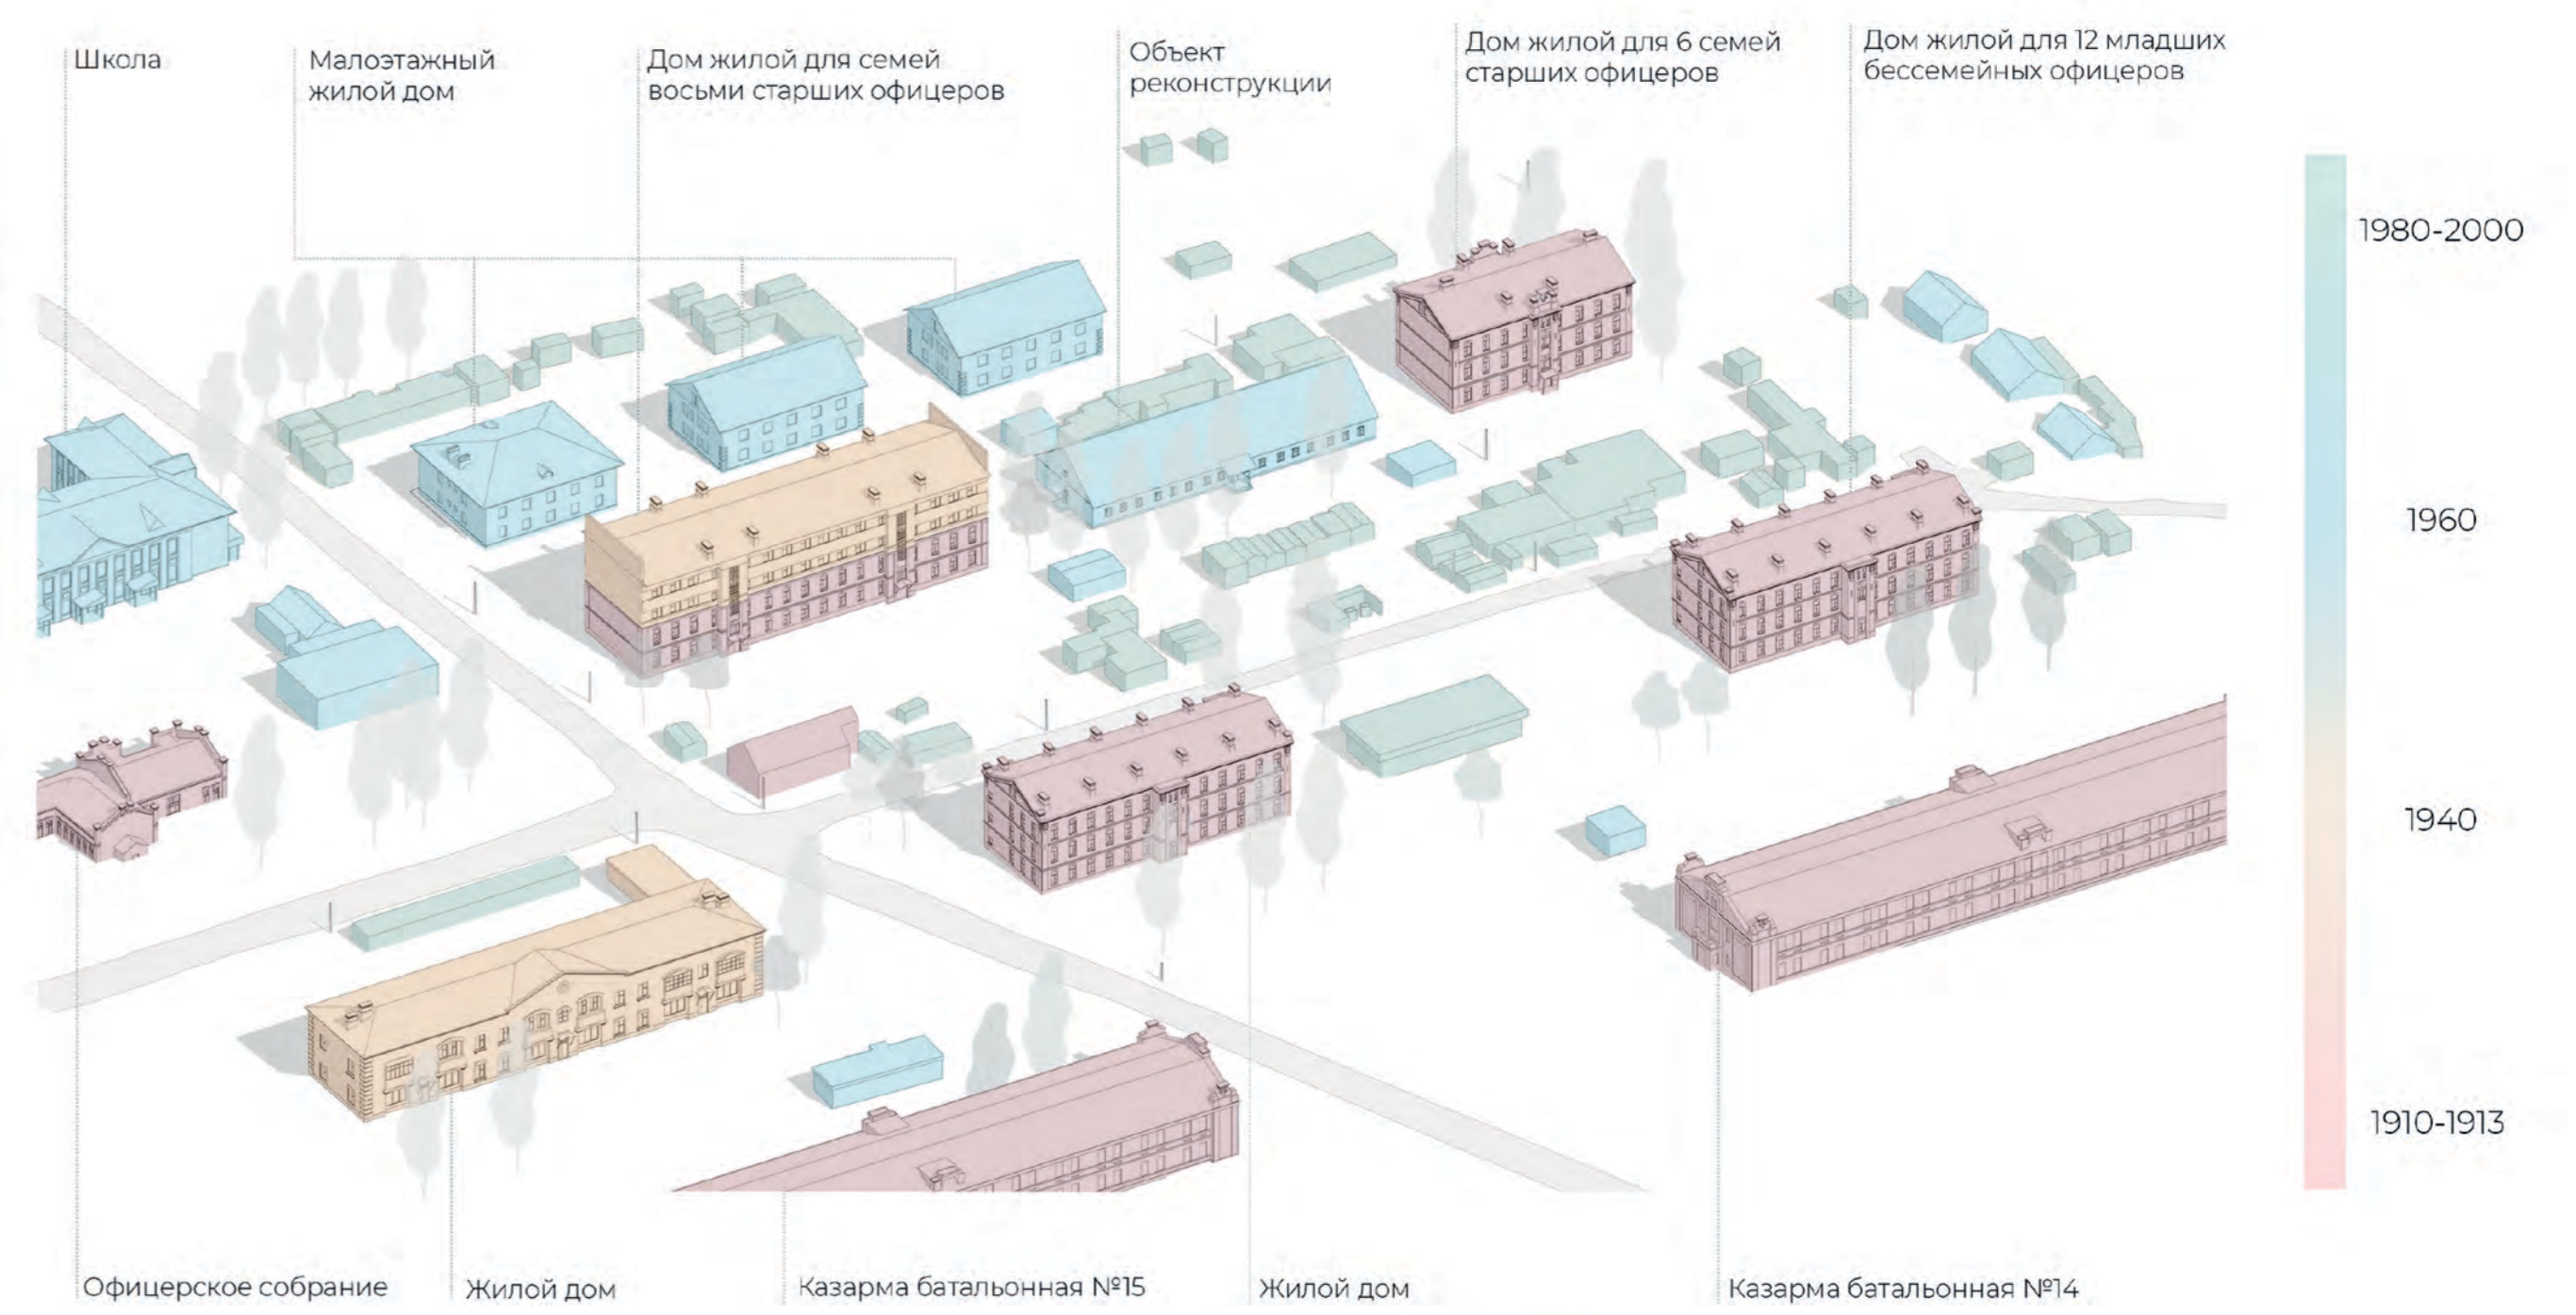 Школа
Малоэтажный
жилой дом
Дом жилой для семей
восьми старших офицеров
Объект
реконструкции
Дом жилой для 6 семей
старших офицеров
Дом жилой для 12 младших
бессемейных офицеров
1980-2000
1960
1940
1910-1913
Офицерское собрание
Жилой дом
Казарма батальонная №15
Жилой дом
Казарма батальонная №14